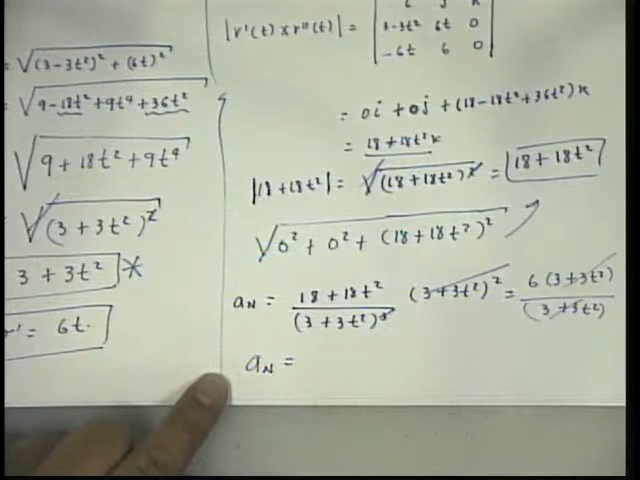 = √(3-3t²)² + (6t)²
= √9-18t²+9t⁴+36t²
√9 + 18t² + 9t⁴
= √(3 + 3t²)²
3 + 3t² *
= 6t.
|r'(t) x r''(t)| = | i j k
3-3t² 6t 0
-6t 6 0 |
= 0i + 0j + (18-18t²+36t²)k
= 18+18t²k
|18+18t²| = √(18+18t²)² = 18+18t²
√0² + 0² + (18+18t²)²
aN = 18+18t² / (3+3t²)³ (3+3t²)² = 6(3+3t²) / (3+3t²)
aN =